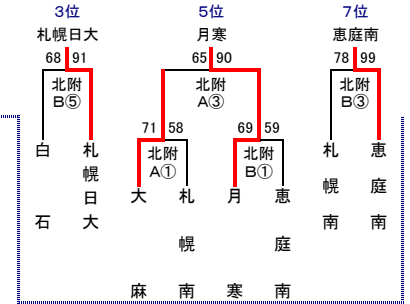 3位 5位 7位
札幌日大 月寒 恵庭南
68 91 65 90 78 99
北附 北附 北附
B⑤ A③ B③
71 58 69 59
北附 北附
A① B①
白石 札幌日大 大麻 札幌南 月寒 恵庭南 札幌南 恵庭南